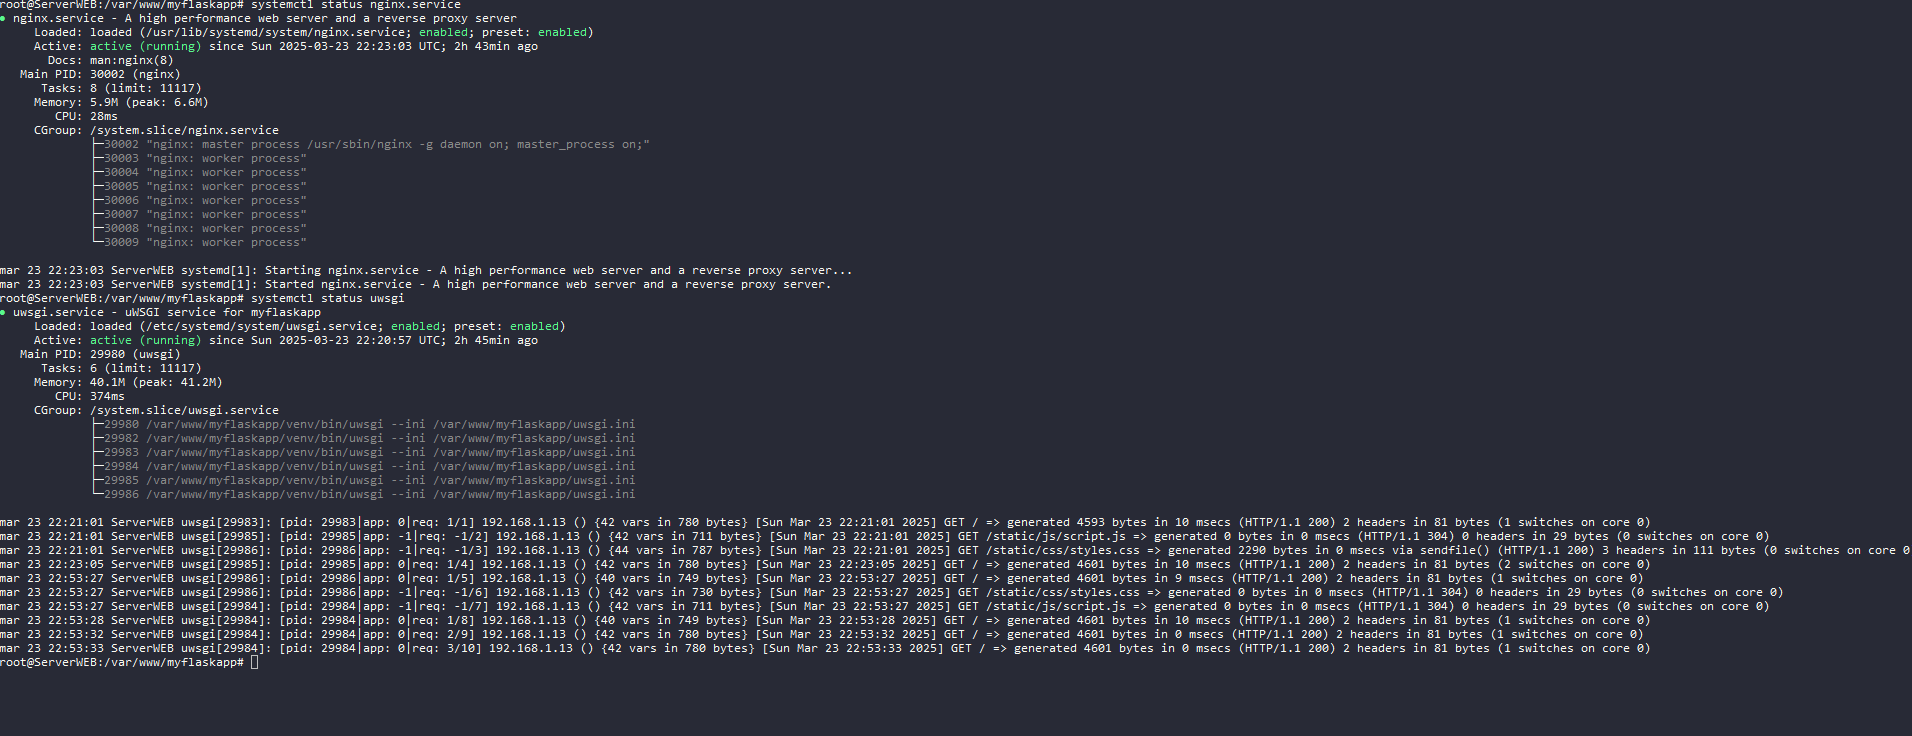 root@ServerWEB:/var/www/myflaskapp# systemctl status nginx.service
● nginx.service - A high performance web server and a reverse proxy server
     Loaded: loaded (/usr/lib/systemd/system/nginx.service; enabled; preset: enabled)
     Active: active (running) since Sun 2025-03-23 22:23:03 UTC; 2h 43min ago
       Docs: man:nginx(8)
   Main PID: 30002 (nginx)
      Tasks: 8 (limit: 11117)
     Memory: 5.9M (peak: 6.6M)
        CPU: 28ms
     CGroup: /system.slice/nginx.service
             ├─30002 "nginx: master process /usr/sbin/nginx -g daemon on; master_process on;"
             ├─30003 "nginx: worker process"
             ├─30004 "nginx: worker process"
             ├─30005 "nginx: worker process"
             ├─30006 "nginx: worker process"
             ├─30007 "nginx: worker process"
             ├─30008 "nginx: worker process"
             └─30009 "nginx: worker process"
mar 23 22:23:03 ServerWEB systemd[1]: Starting nginx.service - A high performance web server and a reverse proxy server...
mar 23 22:23:03 ServerWEB systemd[1]: Started nginx.service - A high performance web server and a reverse proxy server.
root@ServerWEB:/var/www/myflaskapp# systemctl status uwsgi
● uwsgi.service - uWSGI service for myflaskapp
     Loaded: loaded (/etc/systemd/system/uwsgi.service; enabled; preset: enabled)
     Active: active (running) since Sun 2025-03-23 22:20:57 UTC; 2h 45min ago
   Main PID: 29980 (uwsgi)
      Tasks: 6 (limit: 11117)
     Memory: 40.1M (peak: 41.2M)
        CPU: 374ms
     CGroup: /system.slice/uwsgi.service
             ├─29980 /var/www/myflaskapp/venv/bin/uwsgi --ini /var/www/myflaskapp/uwsgi.ini
             ├─29982 /var/www/myflaskapp/venv/bin/uwsgi --ini /var/www/myflaskapp/uwsgi.ini
             ├─29983 /var/www/myflaskapp/venv/bin/uwsgi --ini /var/www/myflaskapp/uwsgi.ini
             ├─29984 /var/www/myflaskapp/venv/bin/uwsgi --ini /var/www/myflaskapp/uwsgi.ini
             ├─29985 /var/www/myflaskapp/venv/bin/uwsgi --ini /var/www/myflaskapp/uwsgi.ini
             └─29986 /var/www/myflaskapp/venv/bin/uwsgi --ini /var/www/myflaskapp/uwsgi.ini
mar 23 22:21:01 ServerWEB uwsgi[29983]: [pid: 29983|app: 0|req: 1/1] 192.168.1.13 () {42 vars in 780 bytes} [Sun Mar 23 22:21:01 2025] GET / => generated 4593 bytes in 10 msecs (HTTP/1.1 200) 2 headers in 81 bytes (1 switches on core 0)
mar 23 22:21:01 ServerWEB uwsgi[29985]: [pid: 29985|app: -1|req: -1/2] 192.168.1.13 () {42 vars in 711 bytes} [Sun Mar 23 22:21:01 2025] GET /static/js/script.js => generated 0 bytes in 0 msecs (HTTP/1.1 304) 0 headers in 29 bytes (0 switches on core 0)
mar 23 22:21:01 ServerWEB uwsgi[29986]: [pid: 29986|app: -1|req: -1/3] 192.168.1.13 () {44 vars in 787 bytes} [Sun Mar 23 22:21:01 2025] GET /static/css/styles.css => generated 2290 bytes in 0 msecs via sendfile() (HTTP/1.1 200) 3 headers in 111 bytes (0 switches on core 0
mar 23 22:23:05 ServerWEB uwsgi[29985]: [pid: 29985|app: 0|req: 1/4] 192.168.1.13 () {42 vars in 780 bytes} [Sun Mar 23 22:23:05 2025] GET / => generated 4601 bytes in 10 msecs (HTTP/1.1 200) 2 headers in 81 bytes (2 switches on core 0)
mar 23 22:53:27 ServerWEB uwsgi[29986]: [pid: 29986|app: 0|req: 1/5] 192.168.1.13 () {40 vars in 749 bytes} [Sun Mar 23 22:53:27 2025] GET / => generated 4601 bytes in 9 msecs (HTTP/1.1 200) 2 headers in 81 bytes (1 switches on core 0)
mar 23 22:53:27 ServerWEB uwsgi[29986]: [pid: 29986|app: -1|req: -1/6] 192.168.1.13 () {42 vars in 730 bytes} [Sun Mar 23 22:53:27 2025] GET /static/css/styles.css => generated 0 bytes in 0 msecs (HTTP/1.1 304) 0 headers in 29 bytes (0 switches on core 0)
mar 23 22:53:27 ServerWEB uwsgi[29984]: [pid: 29984|app: -1|req: -1/7] 192.168.1.13 () {42 vars in 711 bytes} [Sun Mar 23 22:53:27 2025] GET /static/js/script.js => generated 0 bytes in 0 msecs (HTTP/1.1 304) 0 headers in 29 bytes (0 switches on core 0)
mar 23 22:53:28 ServerWEB uwsgi[29984]: [pid: 29984|app: 0|req: 1/8] 192.168.1.13 () {40 vars in 749 bytes} [Sun Mar 23 22:53:28 2025] GET / => generated 4601 bytes in 10 msecs (HTTP/1.1 200) 2 headers in 81 bytes (1 switches on core 0)
mar 23 22:53:32 ServerWEB uwsgi[29984]: [pid: 29984|app: 0|req: 2/9] 192.168.1.13 () {42 vars in 780 bytes} [Sun Mar 23 22:53:32 2025] GET / => generated 4601 bytes in 0 msecs (HTTP/1.1 200) 2 headers in 81 bytes (1 switches on core 0)
mar 23 22:53:33 ServerWEB uwsgi[29984]: [pid: 29984|app: 0|req: 3/10] 192.168.1.13 () {42 vars in 780 bytes} [Sun Mar 23 22:53:33 2025] GET / => generated 4601 bytes in 0 msecs (HTTP/1.1 200) 2 headers in 81 bytes (1 switches on core 0)
root@ServerWEB:/var/www/myflaskapp#